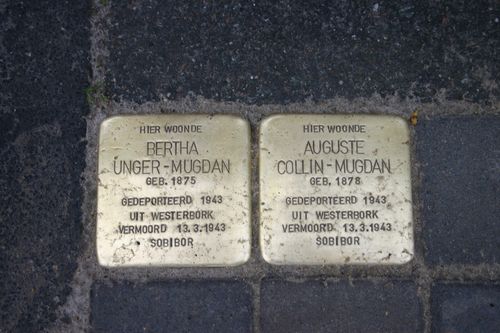 HIER WOONDE
BERTHA
UNGER-MUGDAN
GEB. 1875
GEDEPORTEERD 1943
UIT WESTERBORK
VERMOORD 13.3.1943
SOBIBOR
HIER WOONDE
AUGUSTE
COLLIN-MUGDAN
GEB. 1878
GEDEPORTEERD 1943
UIT WESTERBORK
VERMOORD 13.3.1943
SOBIBOR